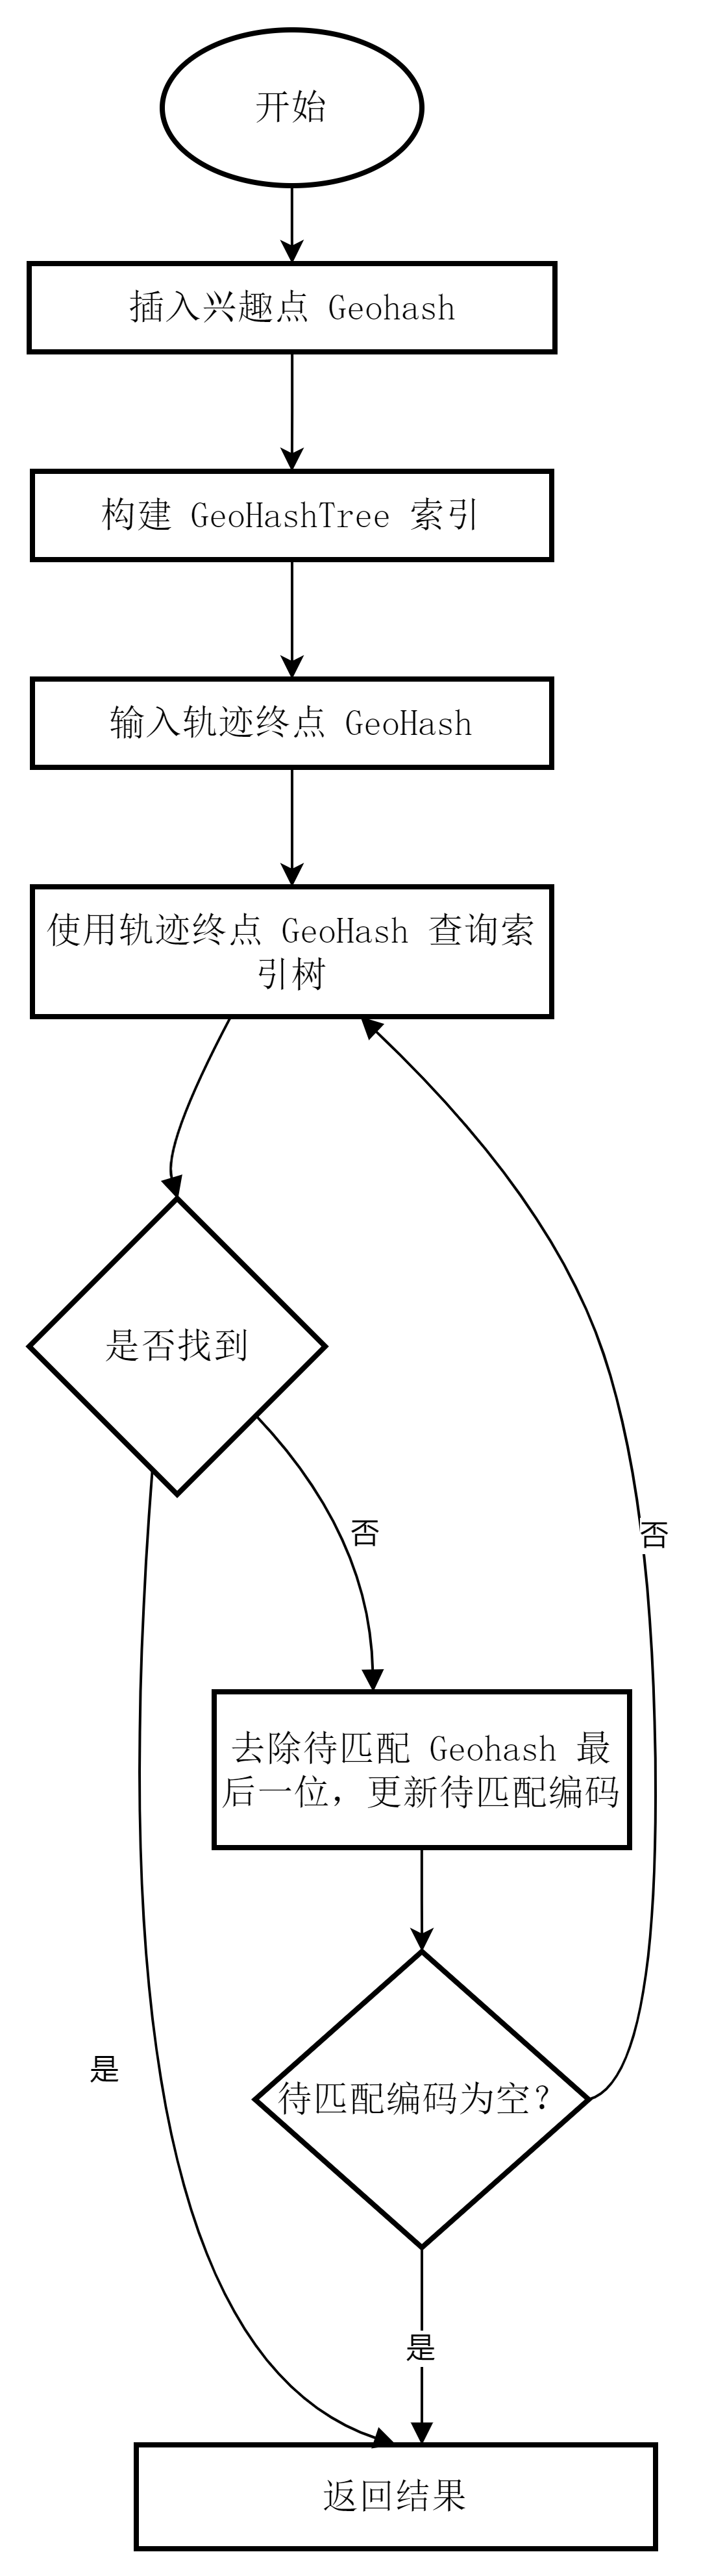 开始
插入兴趣点 Geohash
构建 GeoHashTree 索引
输入轨迹终点 GeoHash
使用轨迹终点 GeoHash 查询索
引树
是否找到
否
否
去除待匹配 Geohash 最
后一位，更新待匹配编码
是
待匹配编码为空？
是
返回结果